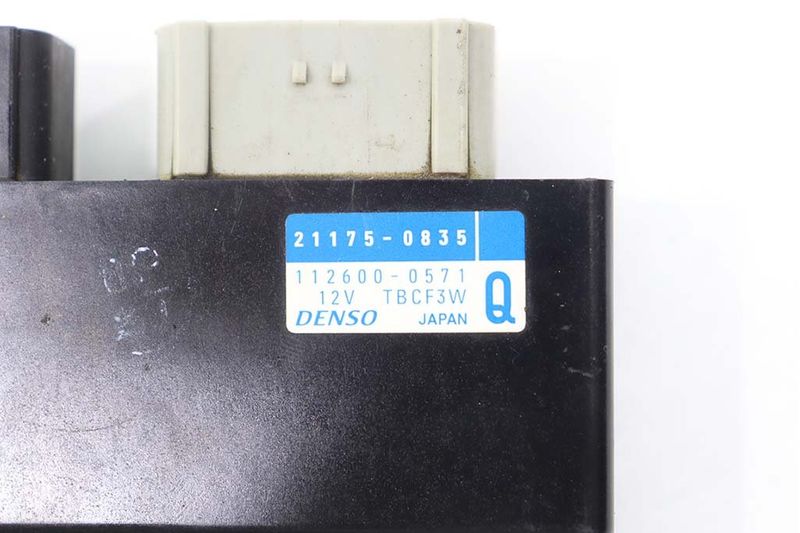 21175-0835
112600-0571
12V TBCF3W Q
DENSO JAPAN